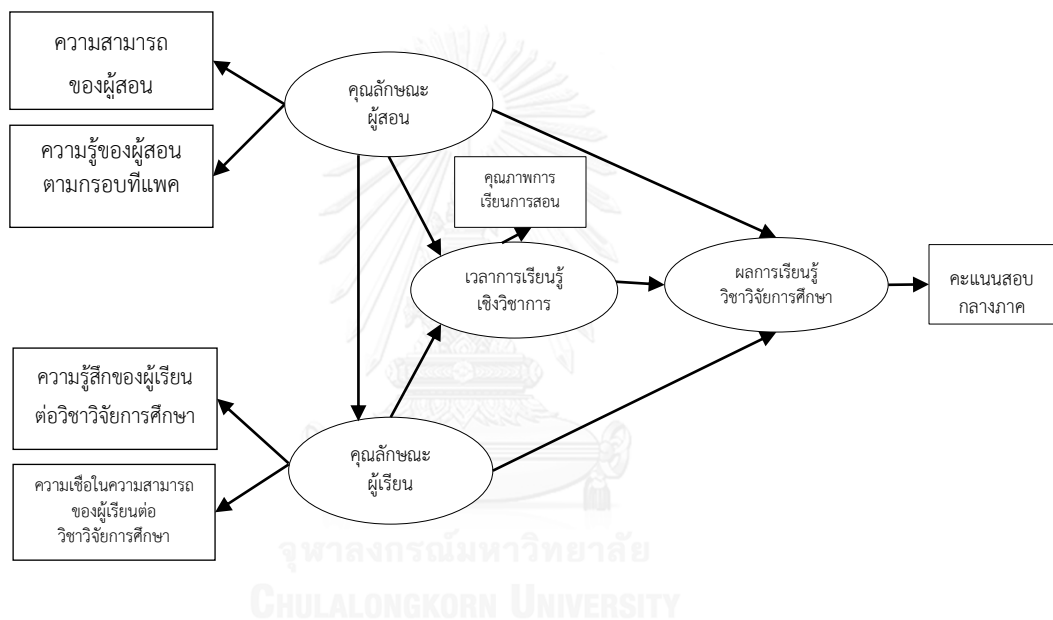 ความสามารถ
ของผู้สอน
ความรู้ของผู้สอน
ตามกรอบทีแพค
คุณลักษณะ
ผู้สอน
คุณภาพการ
เรียนการสอน
เวลาการเรียนรู้
เชิงวิชาการ
ผลการเรียนรู้
วิชาวิจัยการศึกษา
คะแนนสอบ
กลางภาค
ความรู้สึกของผู้เรียน
ต่อวิชาวิจัยการศึกษา
ความเชื่อในความสามารถ
ของผู้เรียนต่อ
วิชาวิจัยการศึกษา
คุณลักษณะ
ผู้เรียน
จุฬาลงกรณ์มหาวิทยาลัย
CHULALONGKORN UNIVERSITY